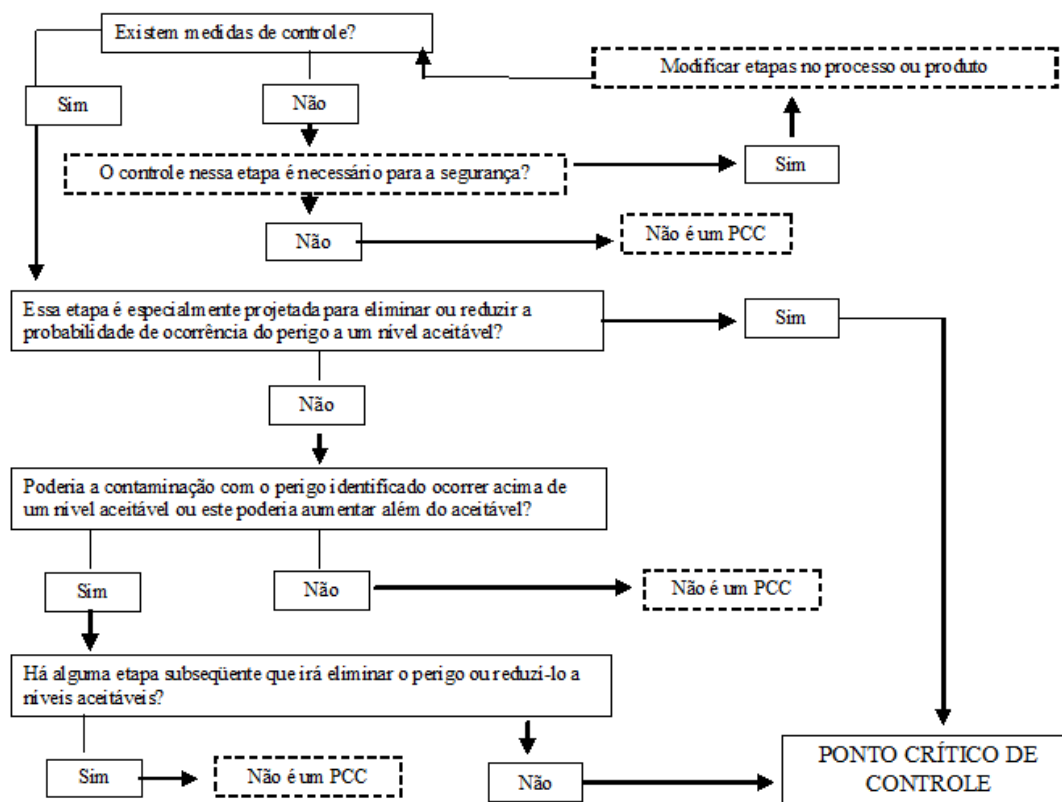 Existem medidas de controle?
Modificar etapas no processo ou produto
Sim
Não
O controle nessa etapa é necessário para a segurança?
Sim
Não
Não é um PCC
Essa etapa é especialmente projetada para eliminar ou reduzir a
probabilidade de ocorrência do perigo a um nível aceitável?
Sim
Não
Poderia a contaminação com o perigo identificado ocorrer acima de
um nível aceitável ou este poderia aumentar além do aceitável?
Sim
Não
Não é um PCC
Há alguma etapa subseqüente que irá eliminar o perigo ou reduzi-lo a
níveis aceitáveis?
Sim
Não é um PCC
Não
PONTO CRÍTICO DE
CONTROLE